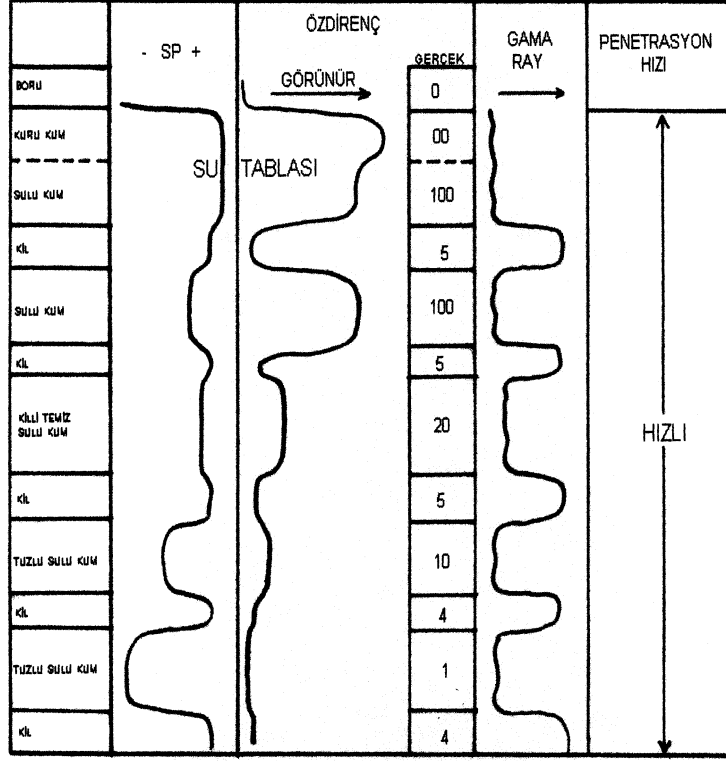 - SP +
ÖZDİRENÇ
GÖRÜNÜR
GERÇEK
GAMA
RAY
PENETRASYON
HIZI
BORU
0
KURU KUM
00
SU TABLASI
SULU KUM
100
KİL
5
SULU KUM
100
KİL
5
KİLLİ TEMİZ
SULU KUM
20
HIZLI
KİL
5
TUZLU SULU KUM
10
KİL
4
TUZLU SULU KUM
1
KİL
4